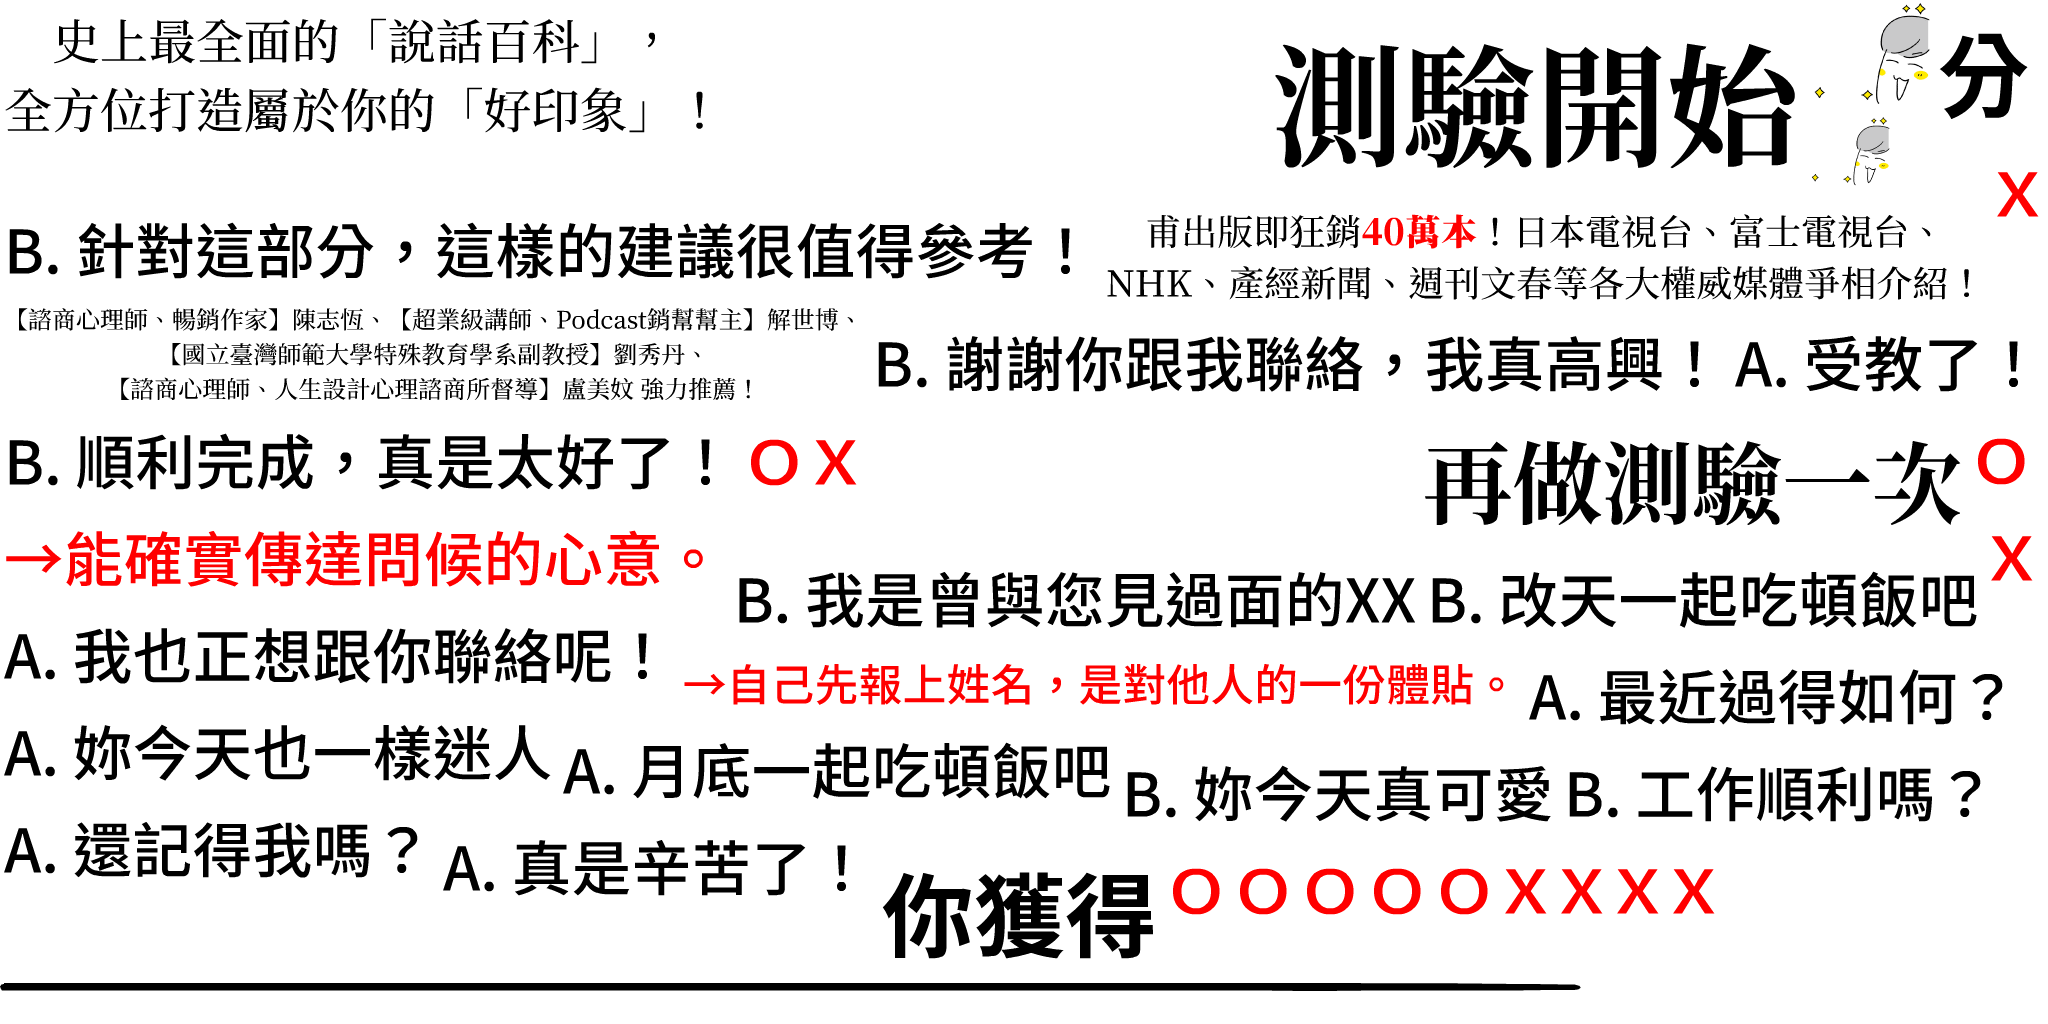 史上最全面的「說話百科」，
全方位打造屬於你的「好印象」！
測驗開始
分
X
B. 針對這部分，這樣的建議很值得參考！
甫出版即狂銷40萬本！日本電視台、富士電視台、
NHK、產經新聞、週刊文春等各大權威媒體爭相介紹！
【諮商心理師、暢銷作家】陳志恆、【超業級講師、Podcast銷幫幫主】解世博、
【國立臺灣師範大學特殊教育學系副教授】劉秀丹、
【諮商心理師、人生設計心理諮商所督導】盧美妏 強力推薦！
B. 謝謝你跟我聯絡，我真高興！
A. 受教了！
B. 順利完成，真是太好了！
O X
再做測驗一次
O
→能確實傳達問候的心意。
X
B. 我是曾與您見過面的XX
B. 改天一起吃頓飯吧
A. 我也正想跟你聯絡呢！
→自己先報上姓名，是對他人的一份體貼。
A. 最近過得如何？
A. 妳今天也一樣迷人
A. 月底一起吃頓飯吧
B. 妳今天真可愛
B. 工作順利嗎？
A. 還記得我嗎？
A. 真是辛苦了！
你獲得
O O O O O X X X X